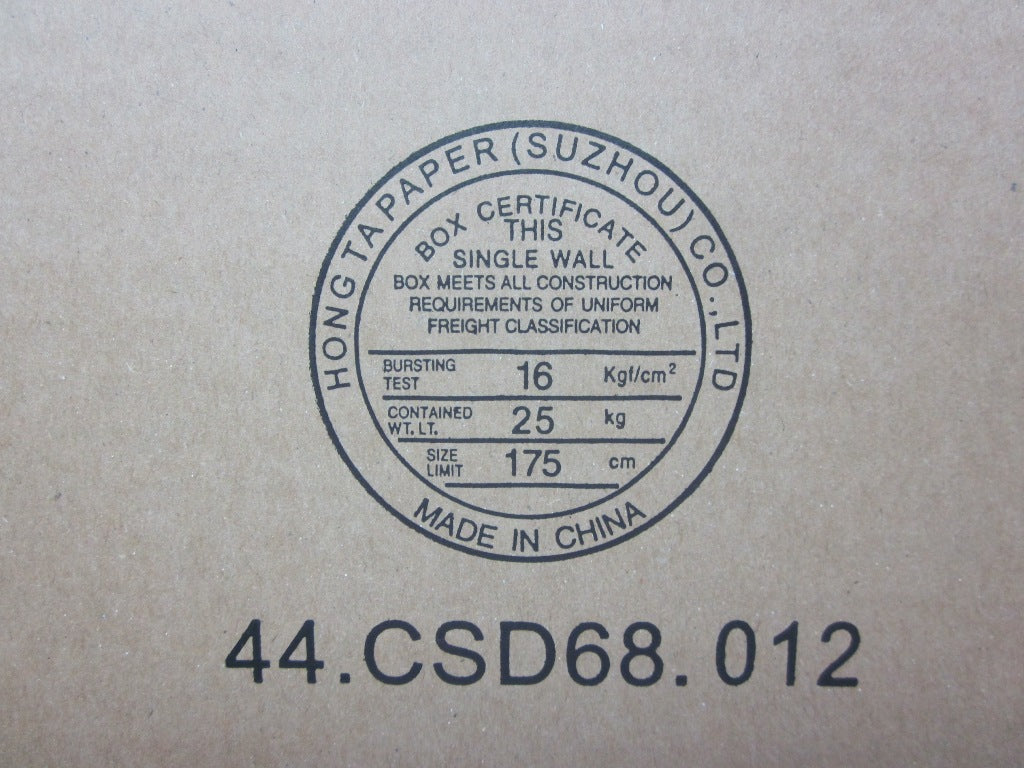 HONG TA PAPER (SUZHOU) CO.,LTD
BOX CERTIFICATE
THIS
SINGLE WALL
BOX MEETS ALL CONSTRUCTION
REQUIREMENTS OF UNIFORM
FREIGHT CLASSIFICATION
BURSTING TEST 16 Kgf/cm²
CONTAINED WT. LT. 25 kg
SIZE LIMIT 175 cm
MADE IN CHINA
44.CSD68.012